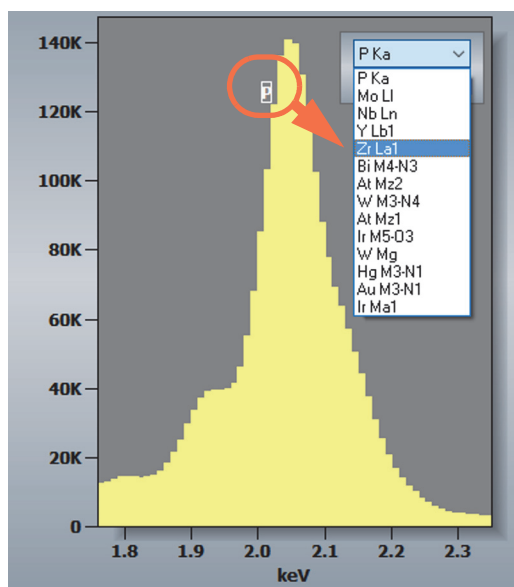 140K
120K
100K
80K
60K
40K
20K
0
1.8 1.9 2.0 2.1 2.2 2.3
keV
P
P Ka
P Ka
Mo Ll
Nb Ln
Y Lb1
Zr La1
Bi M4-N3
At Mz2
W M3-N4
At Mz1
Ir M5-O3
W Mg
Hg M3-N1
Au M3-N1
Ir Ma1